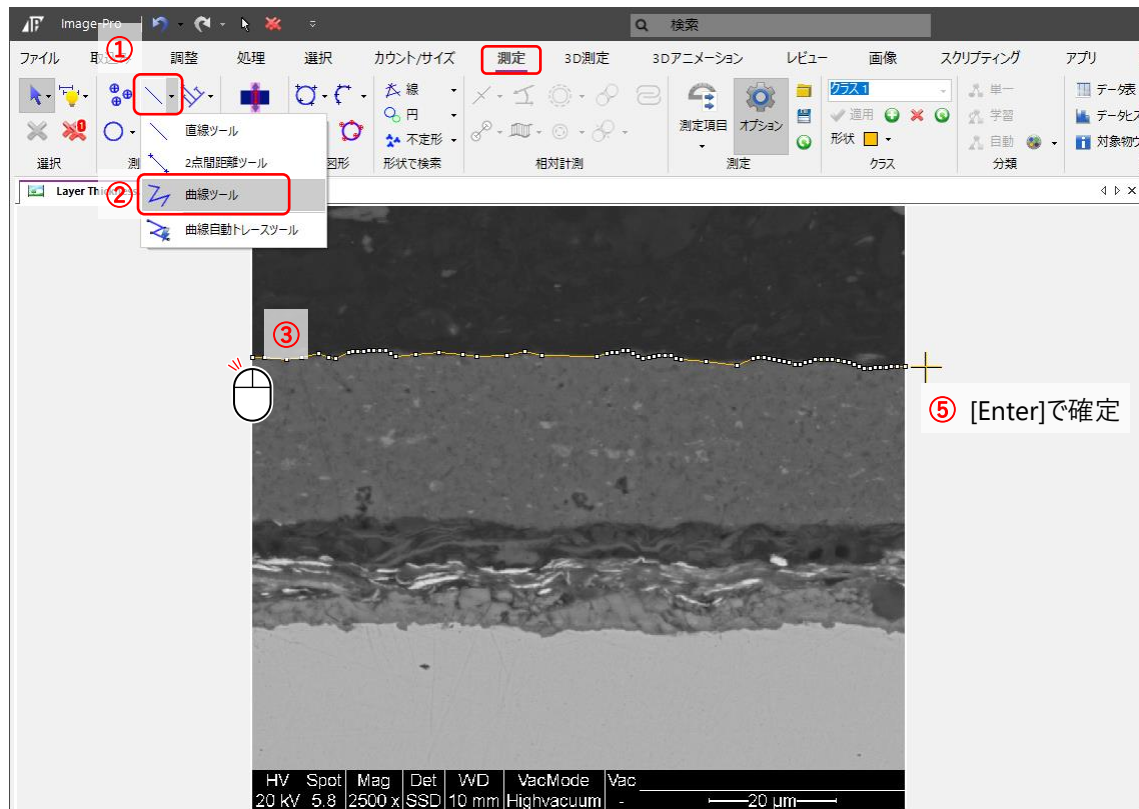 Image-Pro
検索
①
ファイル
調整
処理
選択
カウント/サイズ
測定
3D測定
3Dアニメーション
レビュー
画像
スクリプティング
アプリ
線
円
不定形
測定項目
オプション
クラス 1
適用
形状
単一
学習
自動
データ表
対象物ウ
選択
図形
形状で検索
相対計測
測定
クラス
分類
直線ツール
2点間距離ツール
② 曲線ツール
曲線自動トレースツール
Layer Thickness
③
⑤ [Enter]で確定
HV Spot Mag Det WD VacMode Vac
20 kV 5.8 2500 x SSD 10 mm Highvacuum - 20 µm